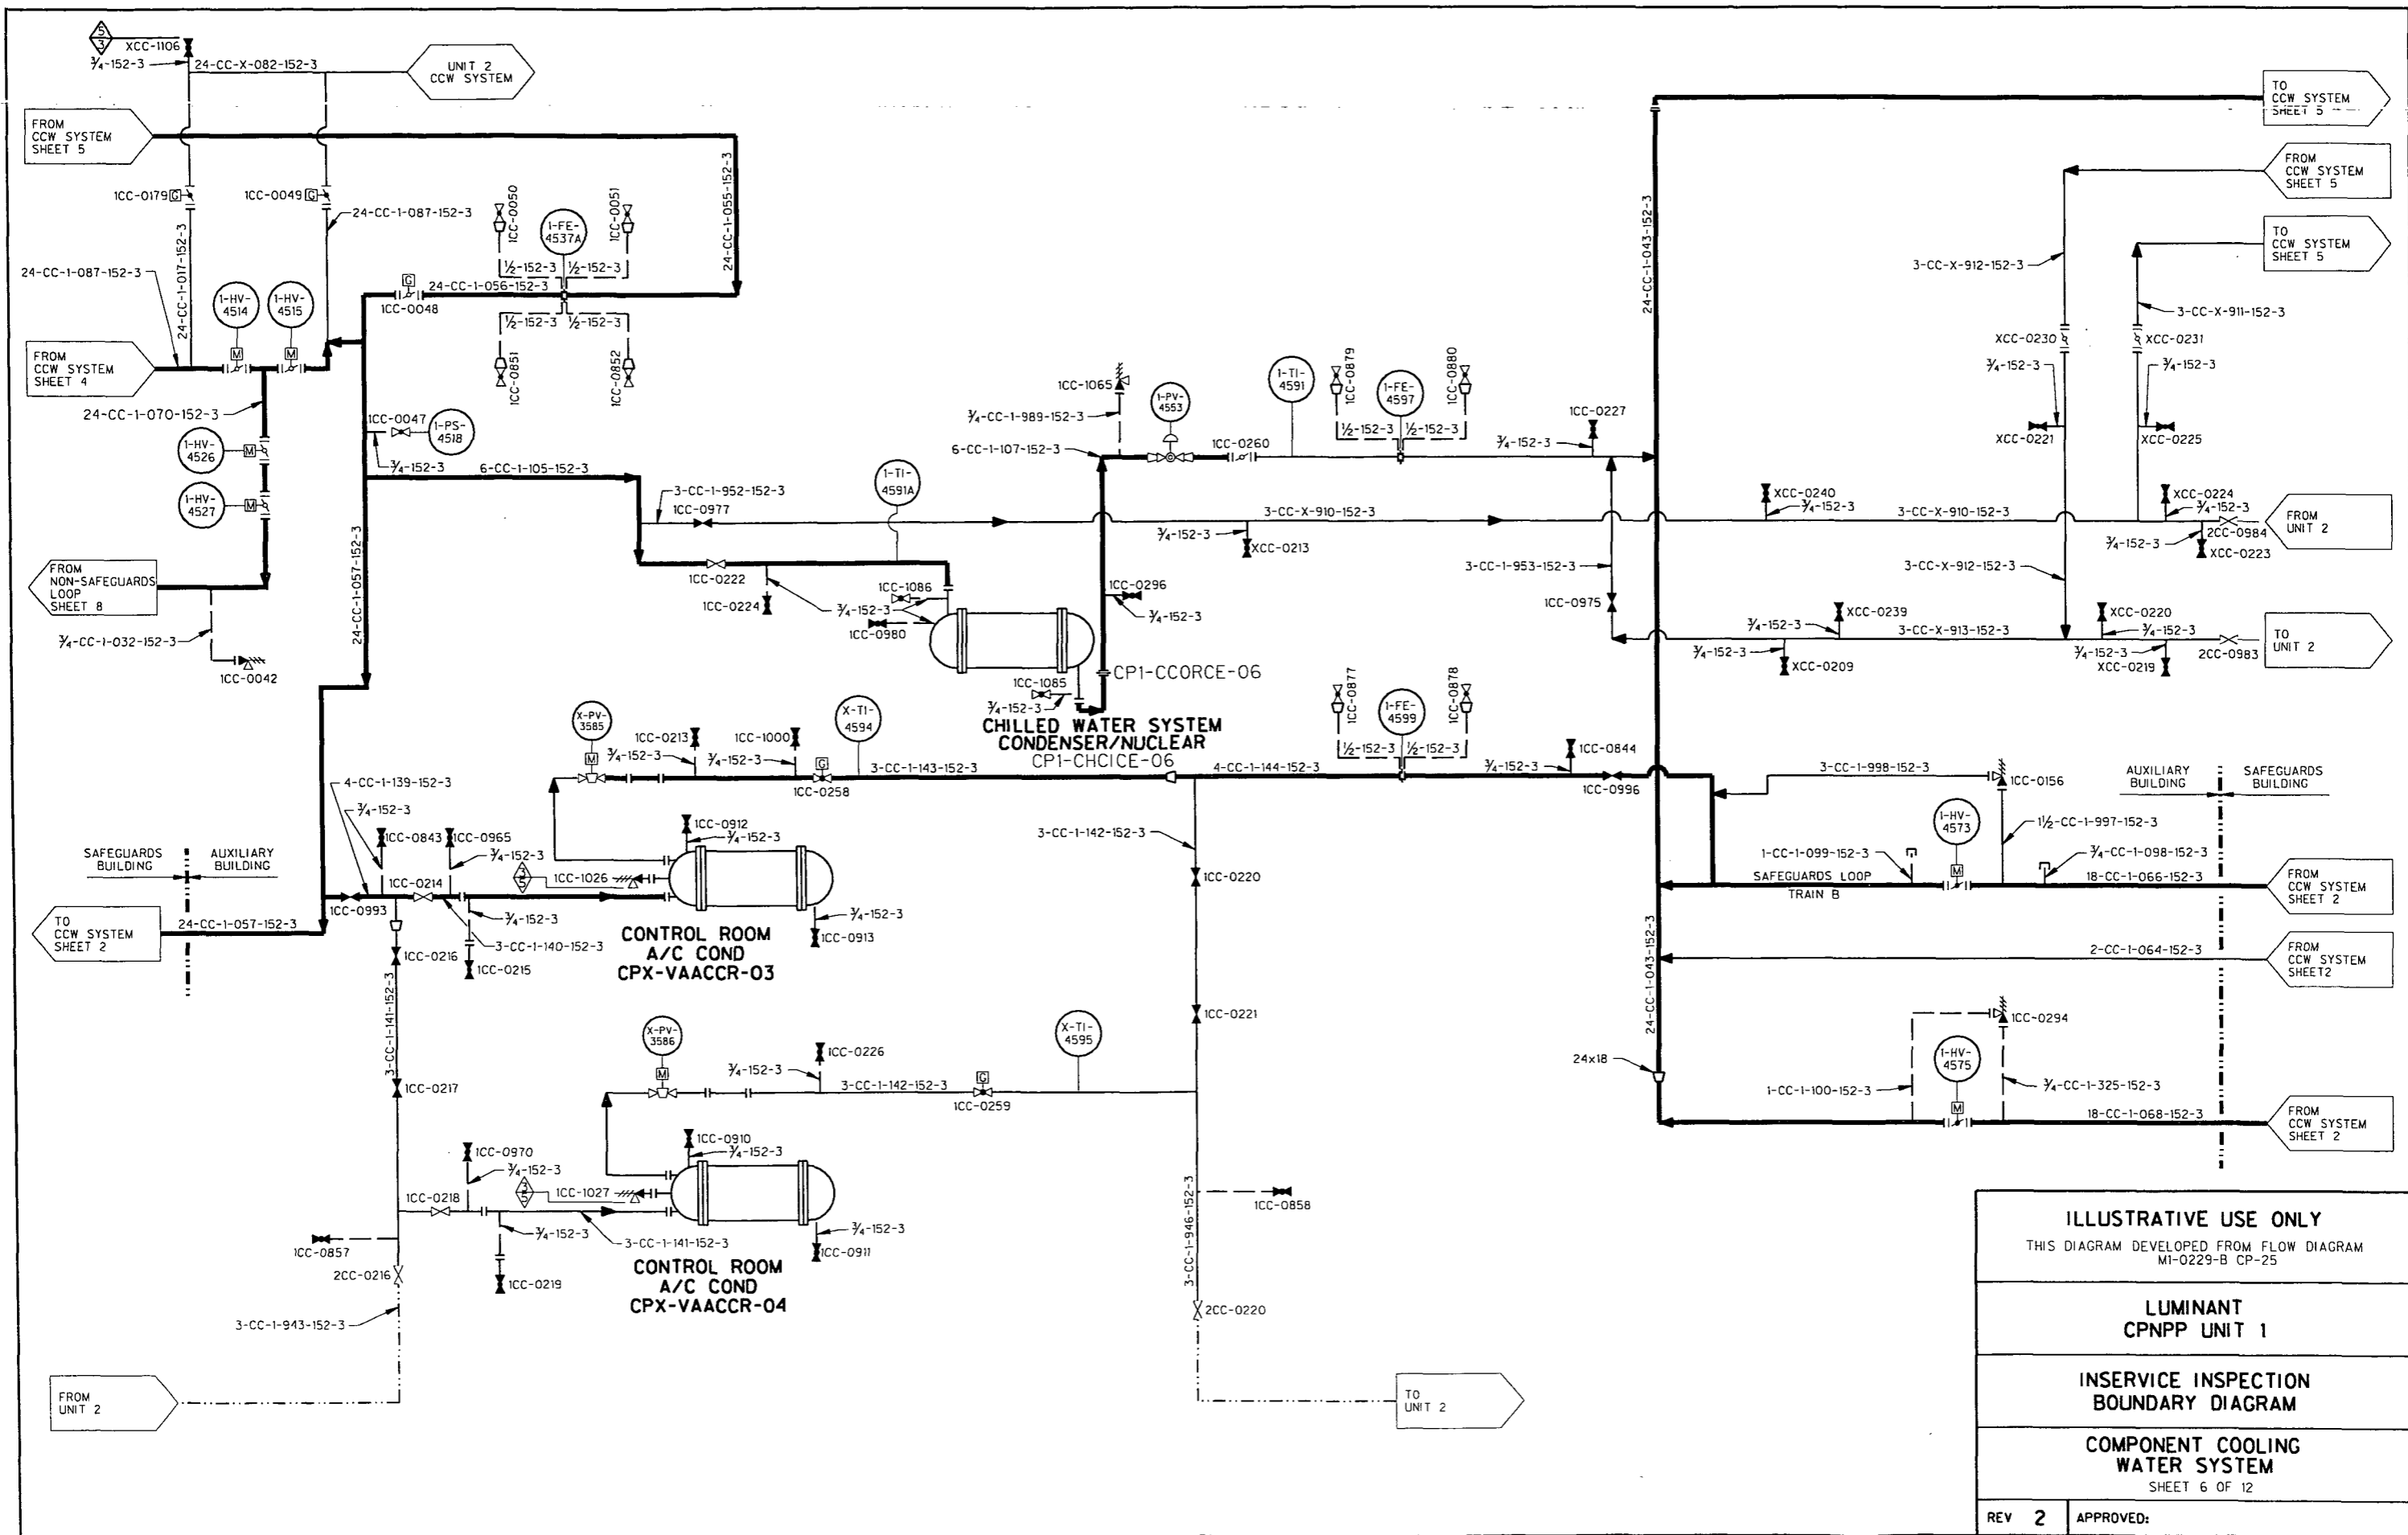 5
3
XCC-1106
3/4-152-3
24-CC-X-082-152-3
UNIT 2
CCW SYSTEM
FROM
CCW SYSTEM
SHEET 5
1CC-0179
G
1CC-0049
G
24-CC-1-017-152-3
24-CC-1-087-152-3
24-CC-1-087-152-3
1-HV-
4514
M
1-HV-
4515
M
FROM
CCW SYSTEM
SHEET 4
24-CC-1-070-152-3
1-HV-
4526
M
1-HV-
4527
M
FROM
NON-SAFEGUARDS
LOOP
SHEET 8
3/4-CC-1-032-152-3
1CC-0042
1CC-0050
1CC-0051
1-FE-
4537A
1/2-152-3
1/2-152-3
24-CC-1-056-152-3
G
1CC-0048
1/2-152-3
1/2-152-3
1CC-0851
1CC-0852
24-CC-1-055-152-3
1CC-0047
1-PS-
4518
3/4-152-3
6-CC-1-105-152-3
24-CC-1-057-152-3
3-CC-1-952-152-3
1CC-0977
1-TI-
4591A
1CC-0222
1CC-0224
1CC-1086
3/4-152-3
1CC-0980
1CC-1065
3/4-CC-1-989-152-3
6-CC-1-107-152-3
1-PV-
4553
1CC-0260
1-TI-
4591
1CC-0879
1-FE-
4597
1CC-0880
1/2-152-3
1/2-152-3
1CC-0227
3/4-152-3
3-CC-X-910-152-3
3/4-152-3
XCC-0213
1CC-0296
3/4-152-3
CP1-CCORCE-06
1CC-1085
3/4-152-3
CHILLED WATER SYSTEM
CONDENSER/NUCLEAR
CP1-CHCICE-06
3-CC-1-953-152-3
1CC-0975
24-CC-1-043-152-3
TO
CCW SYSTEM
SHEET 5
FROM
CCW SYSTEM
SHEET 5
TO
CCW SYSTEM
SHEET 5
3-CC-X-912-152-3
3-CC-X-911-152-3
XCC-0230
XCC-0231
3/4-152-3
3/4-152-3
XCC-0221
XCC-0225
XCC-0240
3/4-152-3
3-CC-X-910-152-3
XCC-0224
3/4-152-3
3/4-152-3
2CC-0984
XCC-0223
FROM
UNIT 2
3-CC-X-912-152-3
XCC-0239
3/4-152-3
3-CC-X-913-152-3
XCC-0220
3/4-152-3
3/4-152-3
XCC-0209
3/4-152-3
XCC-0219
2CC-0983
TO
UNIT 2
X-PV-
3585
M
1CC-0213
3/4-152-3
1CC-1000
3/4-152-3
G
1CC-0258
X-TI-
4594
3-CC-1-143-152-3
4-CC-1-144-152-3
1CC-0877
1-FE-
4599
1CC-0878
1/2-152-3
1/2-152-3
3/4-152-3
1CC-0844
1CC-0996
3-CC-1-998-152-3
1CC-0156
AUXILIARY
BUILDING
SAFEGUARDS
BUILDING
1-HV-
4573
M
1 1/2-CC-1-997-152-3
1-CC-1-099-152-3
3/4-CC-1-098-152-3
SAFEGUARDS LOOP
TRAIN B
18-CC-1-066-152-3
FROM
CCW SYSTEM
SHEET 2
4-CC-1-139-152-3
3/4-152-3
1CC-0843
1CC-0965
3/4-152-3
SAFEGUARDS
BUILDING
AUXILIARY
BUILDING
1CC-0214
1CC-0993
TO
CCW SYSTEM
SHEET 2
24-CC-1-057-152-3
1CC-0216
3/4-152-3
3-CC-1-140-152-3
1CC-0215
1CC-0912
3/4-152-3
3
5
1CC-1026
3/4-152-3
1CC-0913
CONTROL ROOM
A/C COND
CPX-VAACCR-03
3-CC-1-142-152-3
1CC-0220
1CC-0221
24-CC-1-043-152-3
2-CC-1-064-152-3
FROM
CCW SYSTEM
SHEET2
3-CC-1-141-152-3
1CC-0217
X-PV-
3586
M
1CC-0226
3/4-152-3
3-CC-1-142-152-3
G
1CC-0259
X-TI-
4595
24x18
1CC-0294
1-HV-
4575
M
1-CC-1-100-152-3
3/4-CC-1-325-152-3
18-CC-1-068-152-3
FROM
CCW SYSTEM
SHEET 2
1CC-0970
3/4-152-3
1CC-0218
3
5
1CC-1027
1CC-0910
3/4-152-3
3/4-152-3
1CC-0911
1CC-0857
3/4-152-3
3-CC-1-141-152-3
2CC-0216
1CC-0219
CONTROL ROOM
A/C COND
CPX-VAACCR-04
3-CC-1-943-152-3
FROM
UNIT 2
3-CC-1-946-152-3
1CC-0858
2CC-0220
TO
UNIT 2
ILLUSTRATIVE USE ONLY
THIS DIAGRAM DEVELOPED FROM FLOW DIAGRAM
M1-0229-B CP-25
LUMINANT
CPNPP UNIT 1
INSERVICE INSPECTION
BOUNDARY DIAGRAM
COMPONENT COOLING
WATER SYSTEM
SHEET 6 OF 12
REV 2
APPROVED: